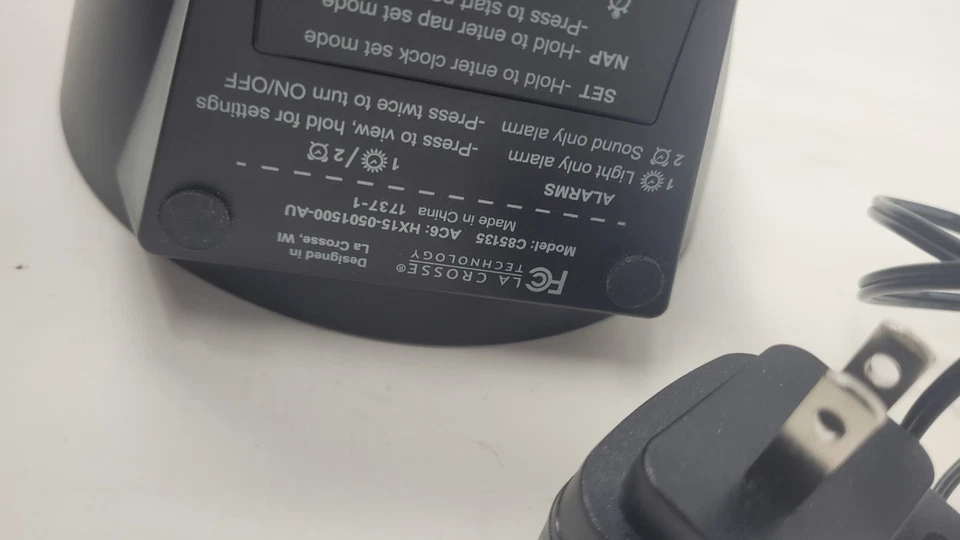 -Press to start n
NAP -Hold to enter nap set mode
SET -Hold to enter clock set mode
-Press twice to turn ON/OFF
-Press to view, hold for settings
1 / 2
2 Sound only alarm
1 Light only alarm
ALARMS
Made in China 1737-1
Model: C85135 AC6: HX15-0501500-AU
Designed in
La Crosse, WI
FC LA CROSSE®
TECHNOLOGY